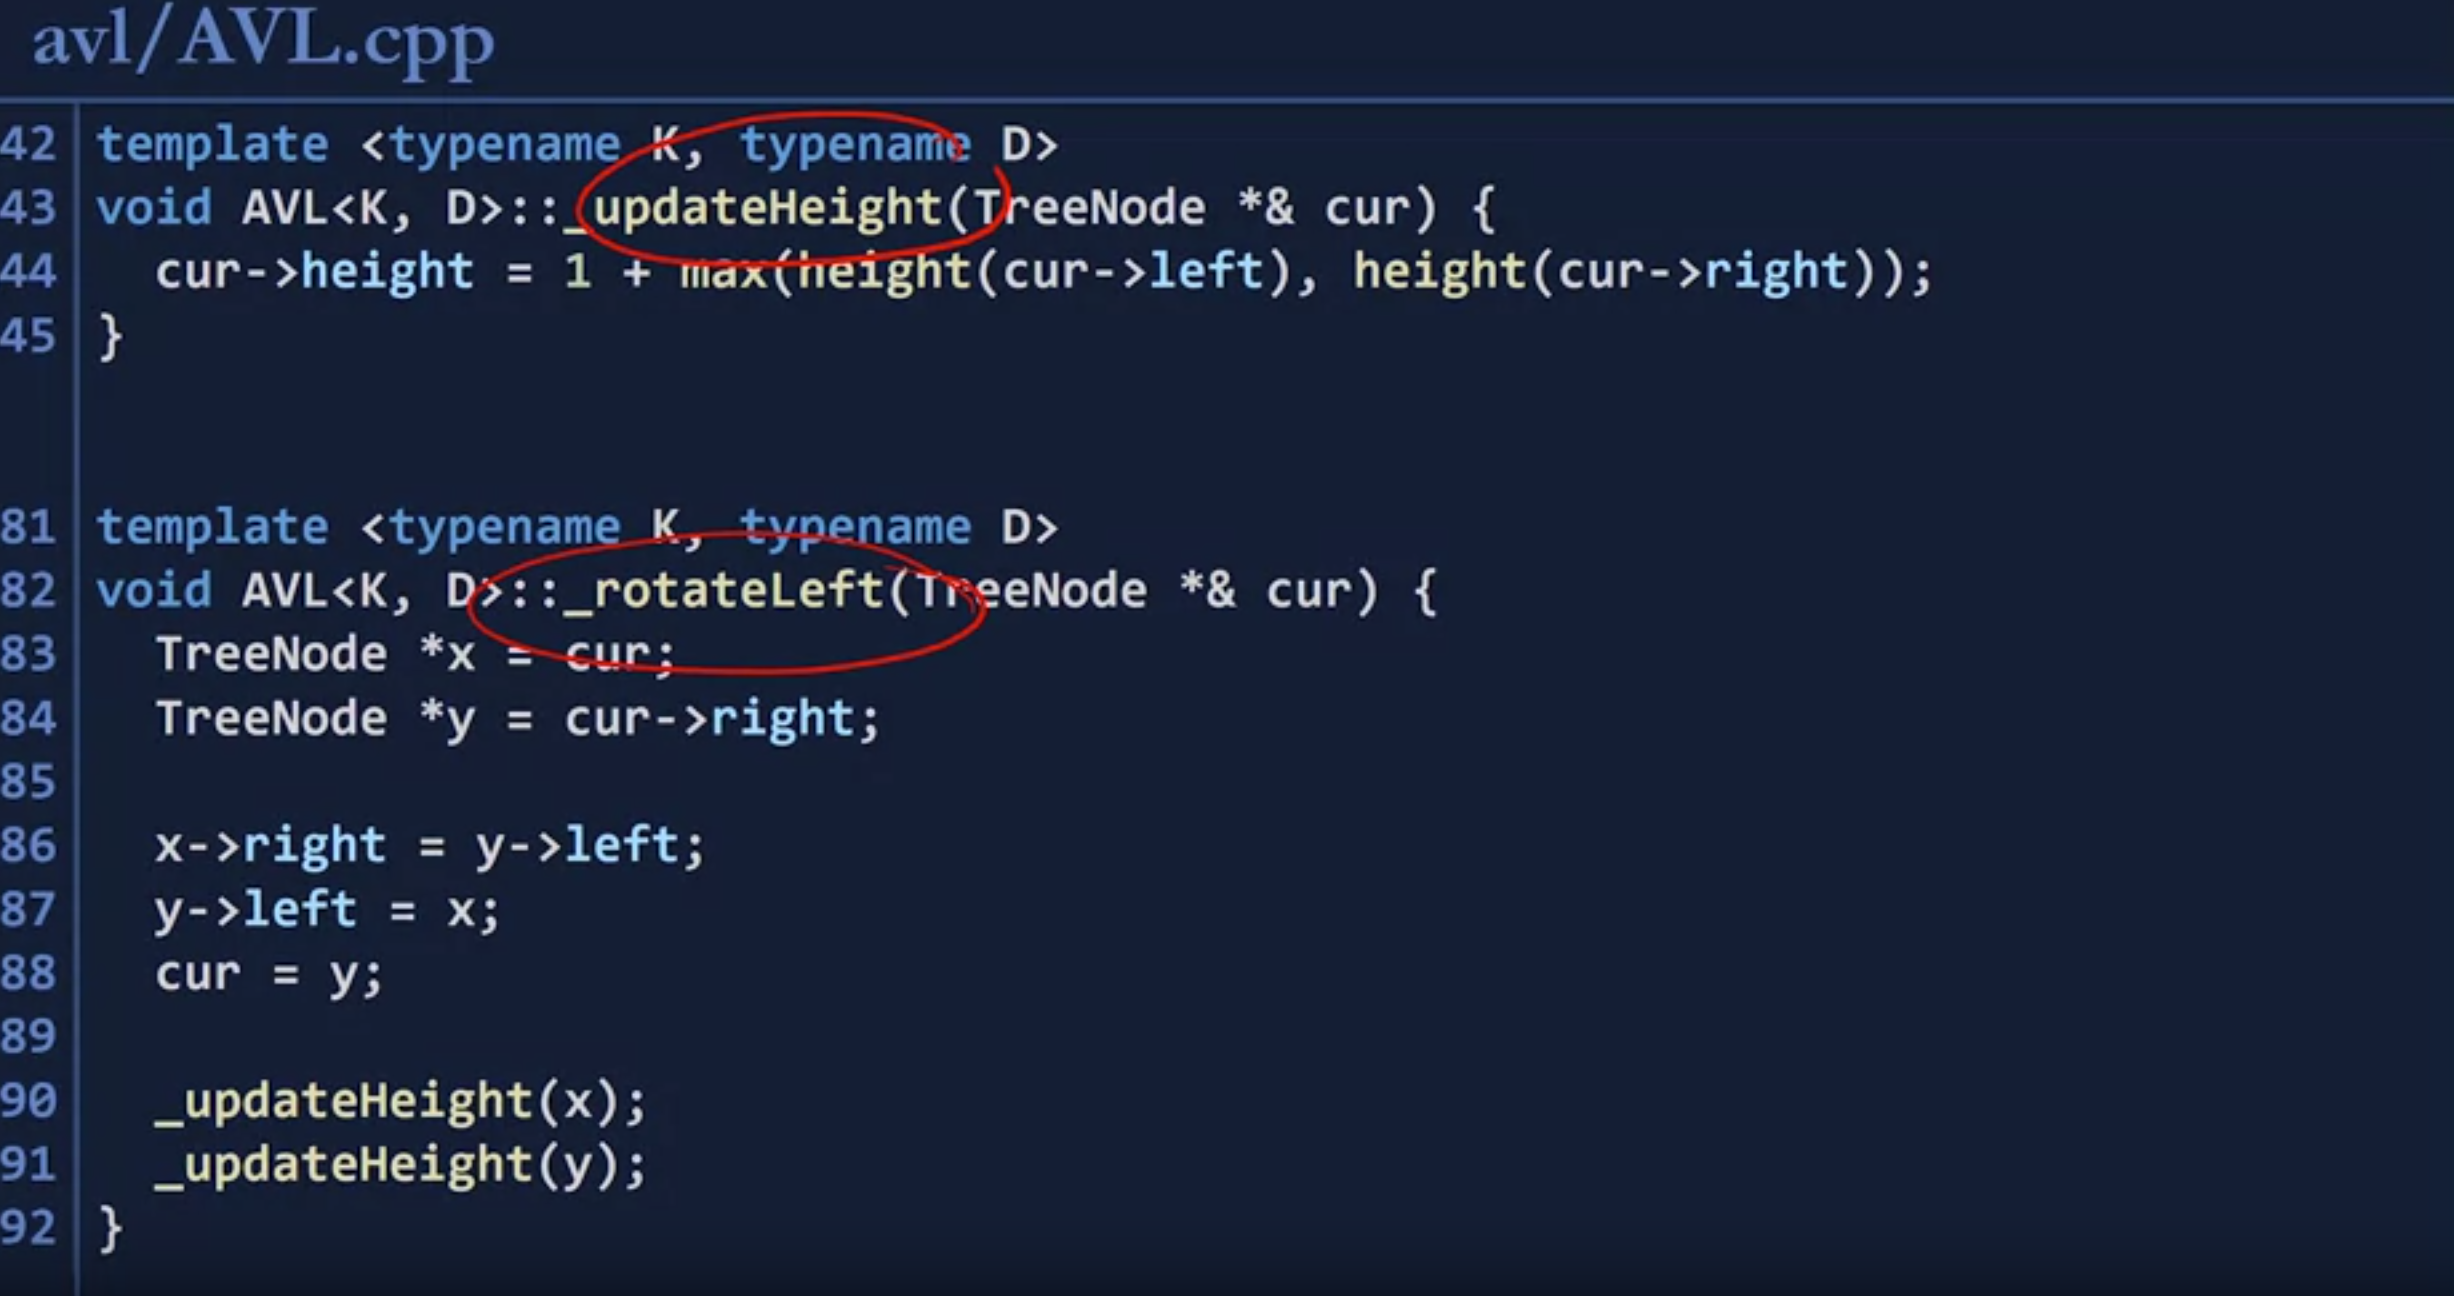 avl/AVL.cpp
42 template <typename K, typename D>
43 void AVL<K, D>::_updateHeight(TreeNode *& cur) {
44   cur->height = 1 + max(height(cur->left), height(cur->right));
45 }
81 template <typename K, typename D>
82 void AVL<K, D>::_rotateLeft(TreeNode *& cur) {
83   TreeNode *x = cur;
84   TreeNode *y = cur->right;
85
86   x->right = y->left;
87   y->left = x;
88   cur = y;
89
90   _updateHeight(x);
91   _updateHeight(y);
92 }